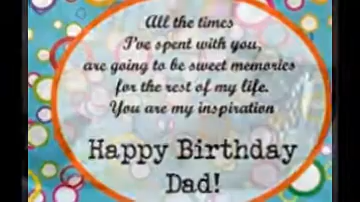 All the times
I've spent with you,
are going to be sweet memories
for the rest of my life.
You are my inspiration
Happy Birthday
Dad!